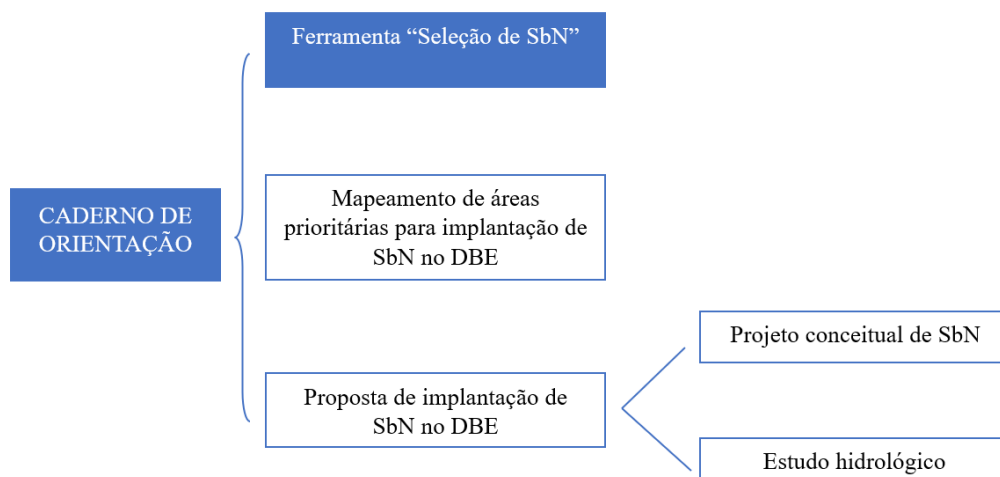 Ferramenta “Seleção de SbN”
CADERNO DE
ORIENTAÇÃO
Mapeamento de áreas
prioritárias para implantação de
SbN no DBE
Proposta de implantação de
SbN no DBE
Projeto conceitual de SbN
Estudo hidrológico